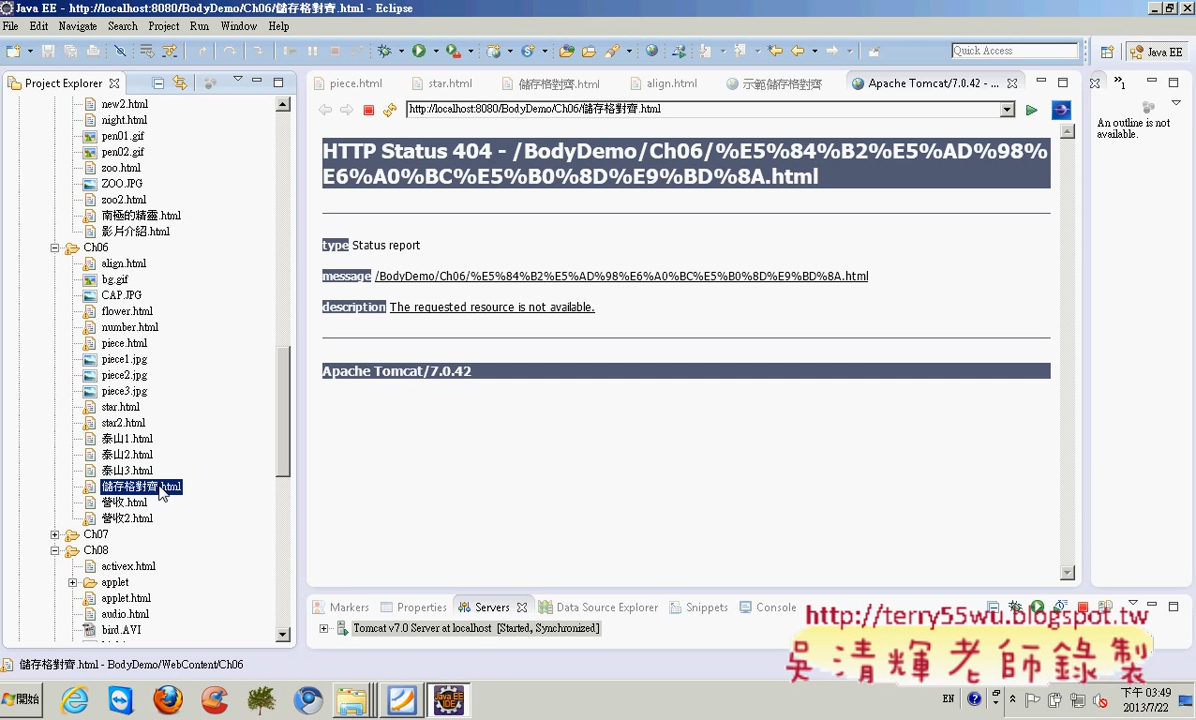 Java EE - http://localhost:8080/BodyDemo/Ch06/儲存格對齊.html - Eclipse
File Edit Navigate Search Project Run Window Help
Quick Access
Java EE
Project Explorer
new2.html
night.html
pen01.gif
pen02.gif
zoo.html
ZOO.JPG
zoo2.html
南極的精靈.html
影片介紹.html
Ch06
align.html
bg.gif
CAP.JPG
flower.html
number.html
piece.html
piece1.jpg
piece2.jpg
piece3.jpg
star.html
star2.html
泰山1.html
泰山2.html
泰山3.html
儲存格對齊.html
營收.html
營收2.html
Ch07
Ch08
activex.html
applet
applet.html
audio.html
bird.AVI
piece.html star.html 儲存格對齊.html align.html 示範儲存格對齊 Apache Tomcat/7.0.42 - ...
http://localhost:8080/BodyDemo/Ch06/儲存格對齊.html
HTTP Status 404 - /BodyDemo/Ch06/%E5%84%B2%E5%AD%98%
E6%A0%BC%E5%B0%8D%E9%BD%8A.html
type Status report
message /BodyDemo/Ch06/%E5%84%B2%E5%AD%98%E6%A0%BC%E5%B0%8D%E9%BD%8A.html
description The requested resource is not available.
Apache Tomcat/7.0.42
1
An outline is not
available.
Markers Properties Servers Data Source Explorer Snippets Console
Tomcat v7.0 Server at localhost [Started, Synchronized]
http://terry55wu.blogspot.tw
吳清輝老師錄製
儲存格對齊.html - BodyDemo/WebContent/Ch06
開始
Java EE
IDE
EN
下午 03:49
2013/7/22